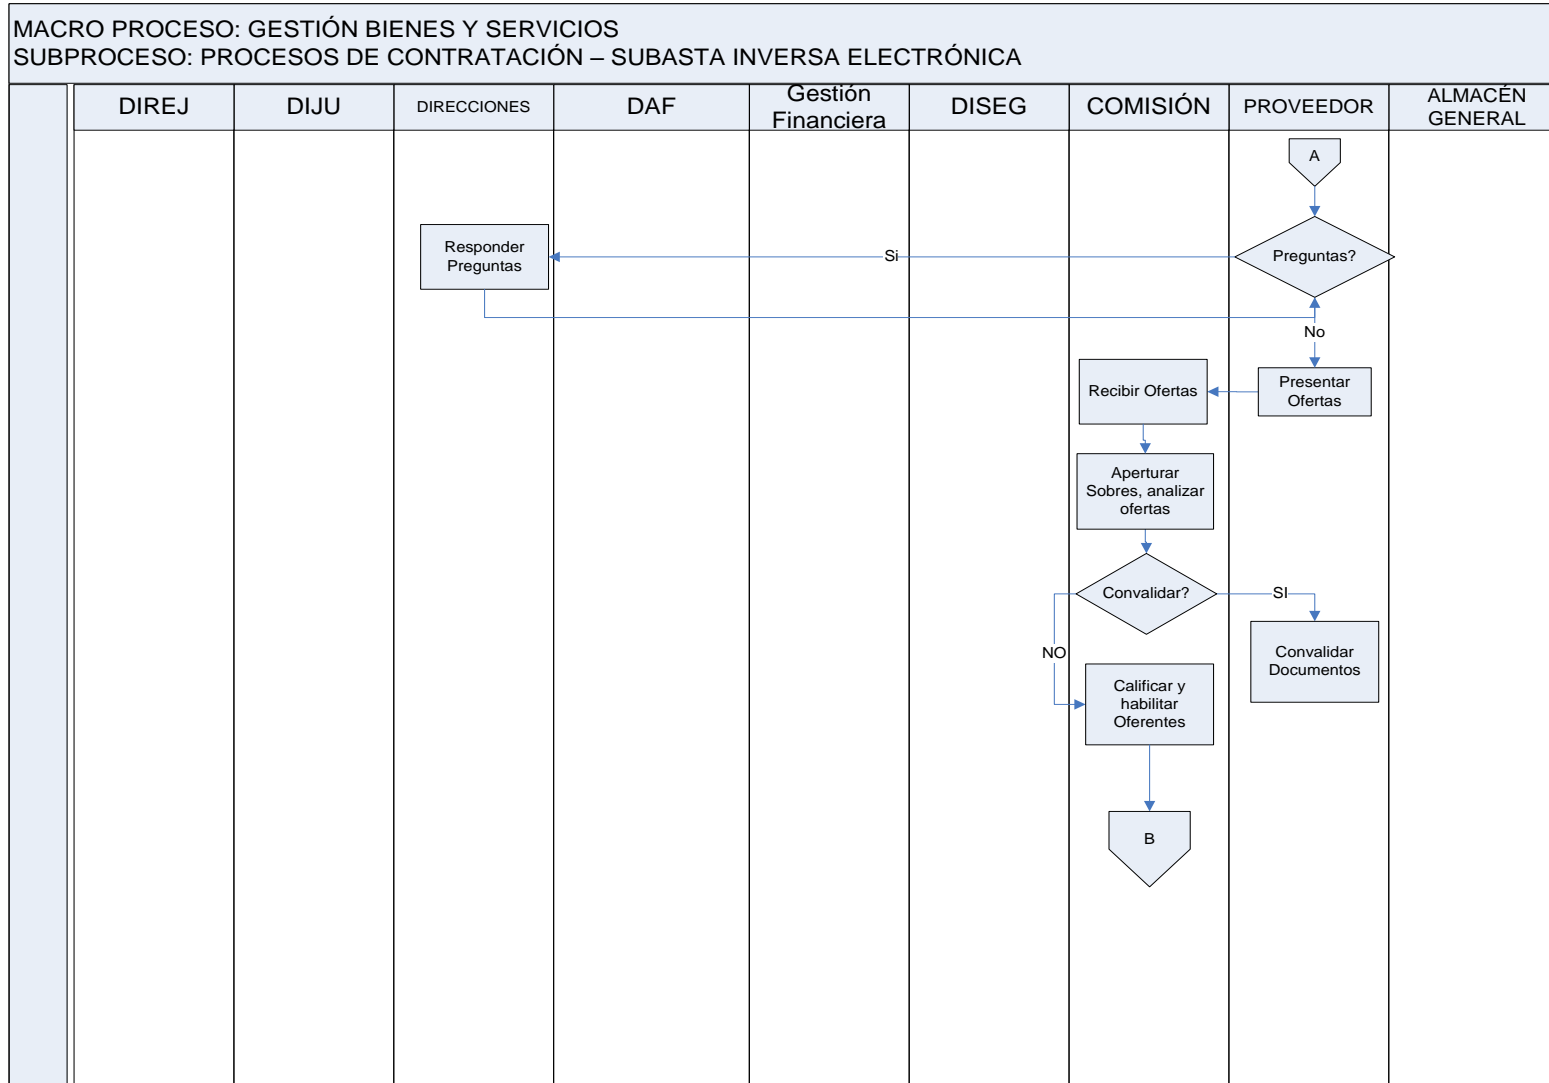 MACRO PROCESO: GESTIÓN BIENES Y SERVICIOS
SUBPROCESO: PROCESOS DE CONTRATACIÓN – SUBASTA INVERSA ELECTRÓNICA
DIREJ
DIJU
DIRECCIONES
DAF
Gestión
Financiera
DISEG
COMISIÓN
PROVEEDOR
ALMACÉN
GENERAL
A
Responder
Preguntas
Si
Preguntas?
No
Recibir Ofertas
Presentar
Ofertas
Aperturar
Sobres, analizar
ofertas
Convalidar?
SI
NO
Convalidar
Documentos
Calificar y
habilitar
Oferentes
B